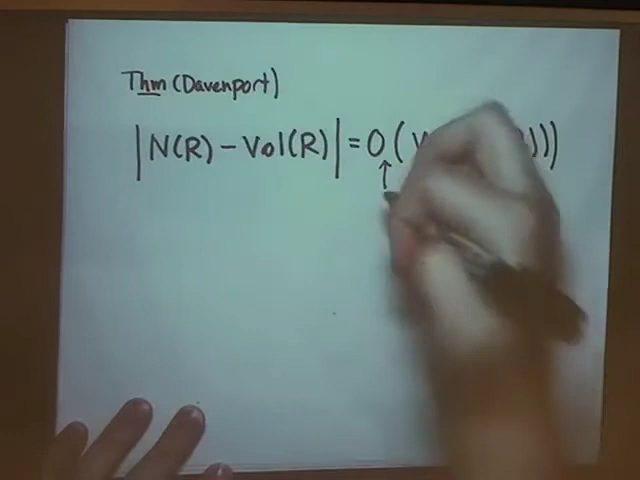 Thm (Davenport)
|N(R) - Vol(R)| = O( ))